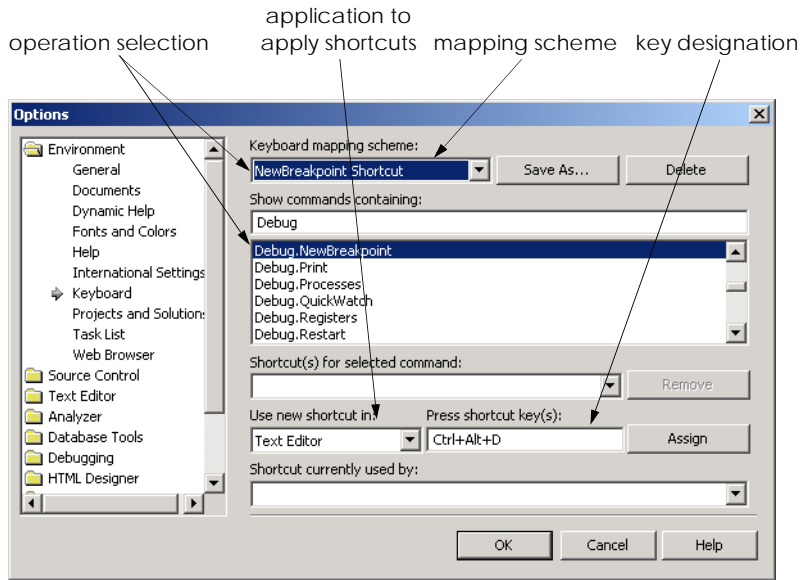 application to
operation selection apply shortcuts mapping scheme key designation
Options
Environment
General
Documents
Dynamic Help
Fonts and Colors
Help
International Settings
Keyboard
Projects and Solution
Task List
Web Browser
Source Control
Text Editor
Analyzer
Database Tools
Debugging
HTML Designer
Keyboard mapping scheme:
NewBreakpoint Shortcut Save As... Delete
Show commands containing:
Debug
Debug.NewBreakpoint
Debug.Print
Debug.Processes
Debug.QuickWatch
Debug.Registers
Debug.Restart
Shortcut(s) for selected command:
Remove
Use new shortcut in: Press shortcut key(s):
Text Editor Ctrl+Alt+D Assign
Shortcut currently used by:
OK Cancel Help